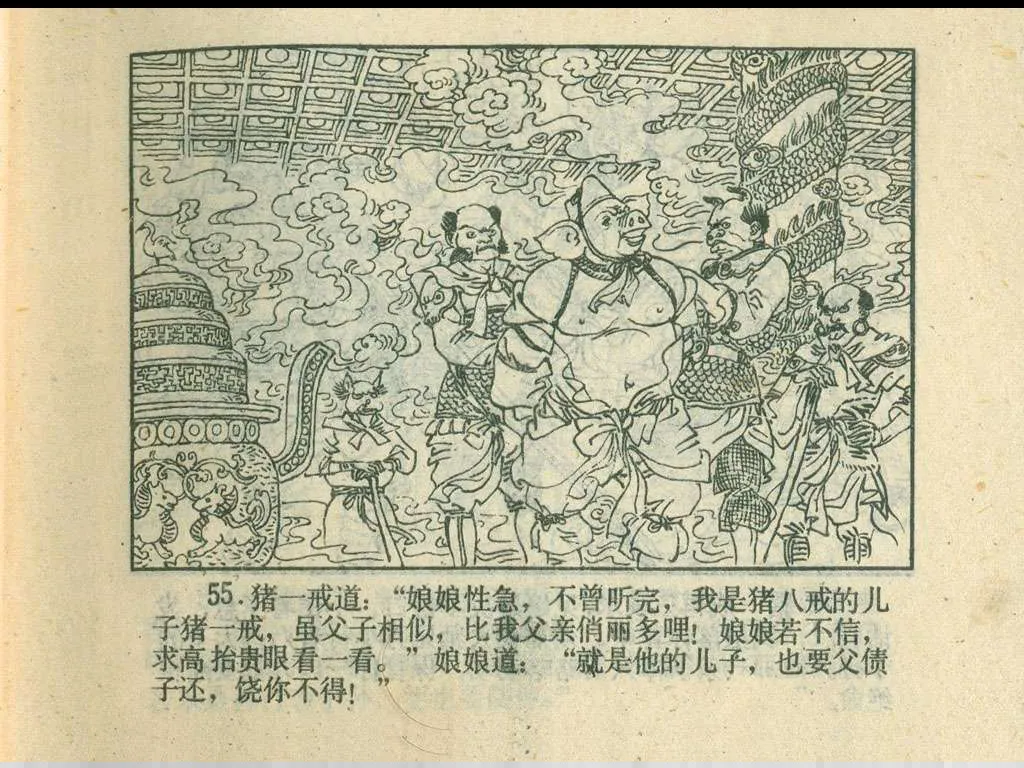 55.猪一戒道：“娘娘性急，不曾听完，我是猪八戒的儿
子猪一戒，虽父子相似，比我父亲俏丽多哩！娘娘若不信，
求高抬贵眼看一看。”娘娘道：“就是他的儿子，也要父债
子还，饶你不得！”